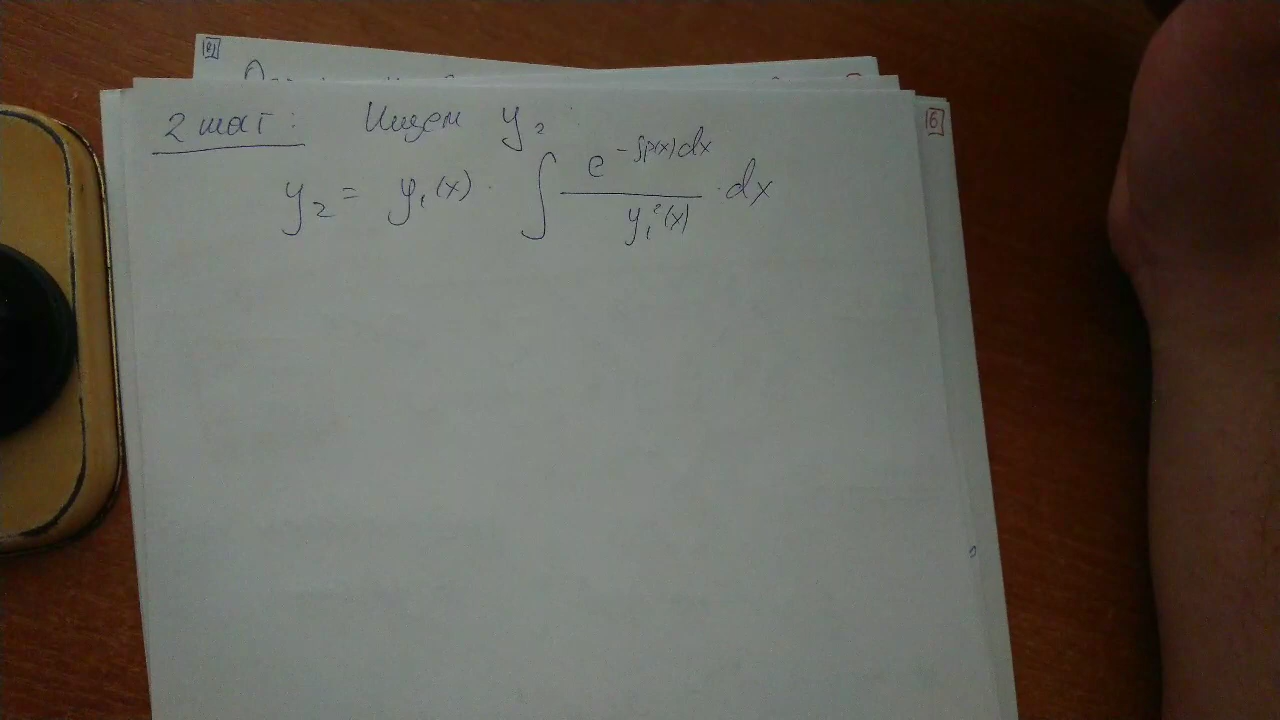 2 шаг: Ищем y₂
y₂ = y₁(x) · ∫ e^(-∫p(x)dx) / y₁²(x) · dx
6